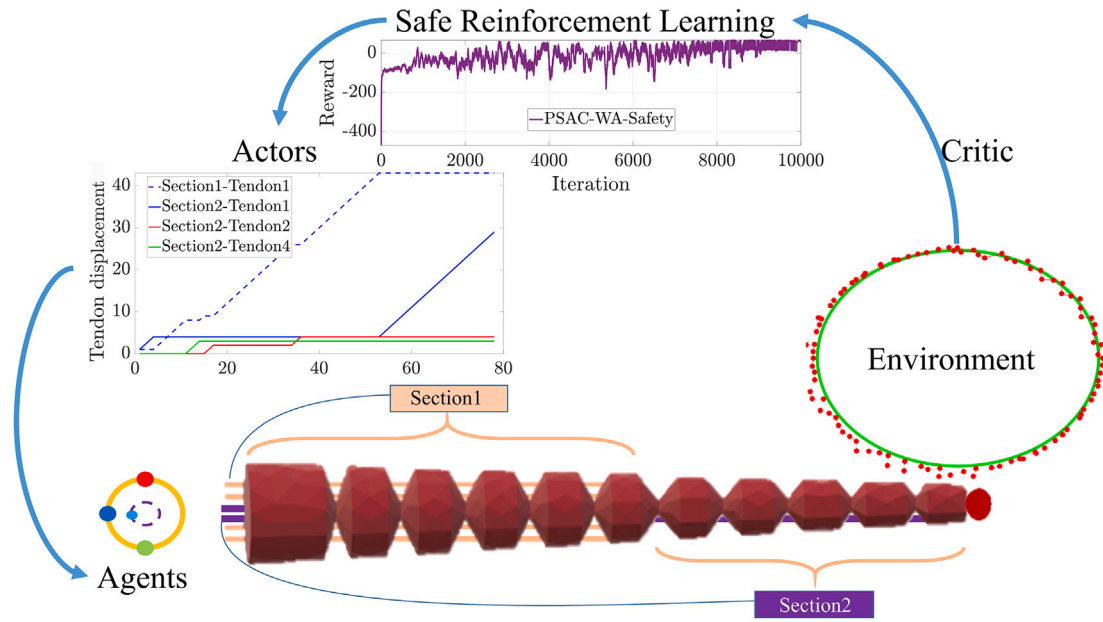 Safe Reinforcement Learning
Reward
0
-200
-400
PSAC-WA-Safety
0 2000 4000 6000 8000 10000
Iteration
Actors
Critic
Tendon displacement
40
30
20
10
0
Section1-Tendon1
Section2-Tendon1
Section2-Tendon2
Section2-Tendon4
0 20 40 60 80
Environment
Section1
Agents
Section2